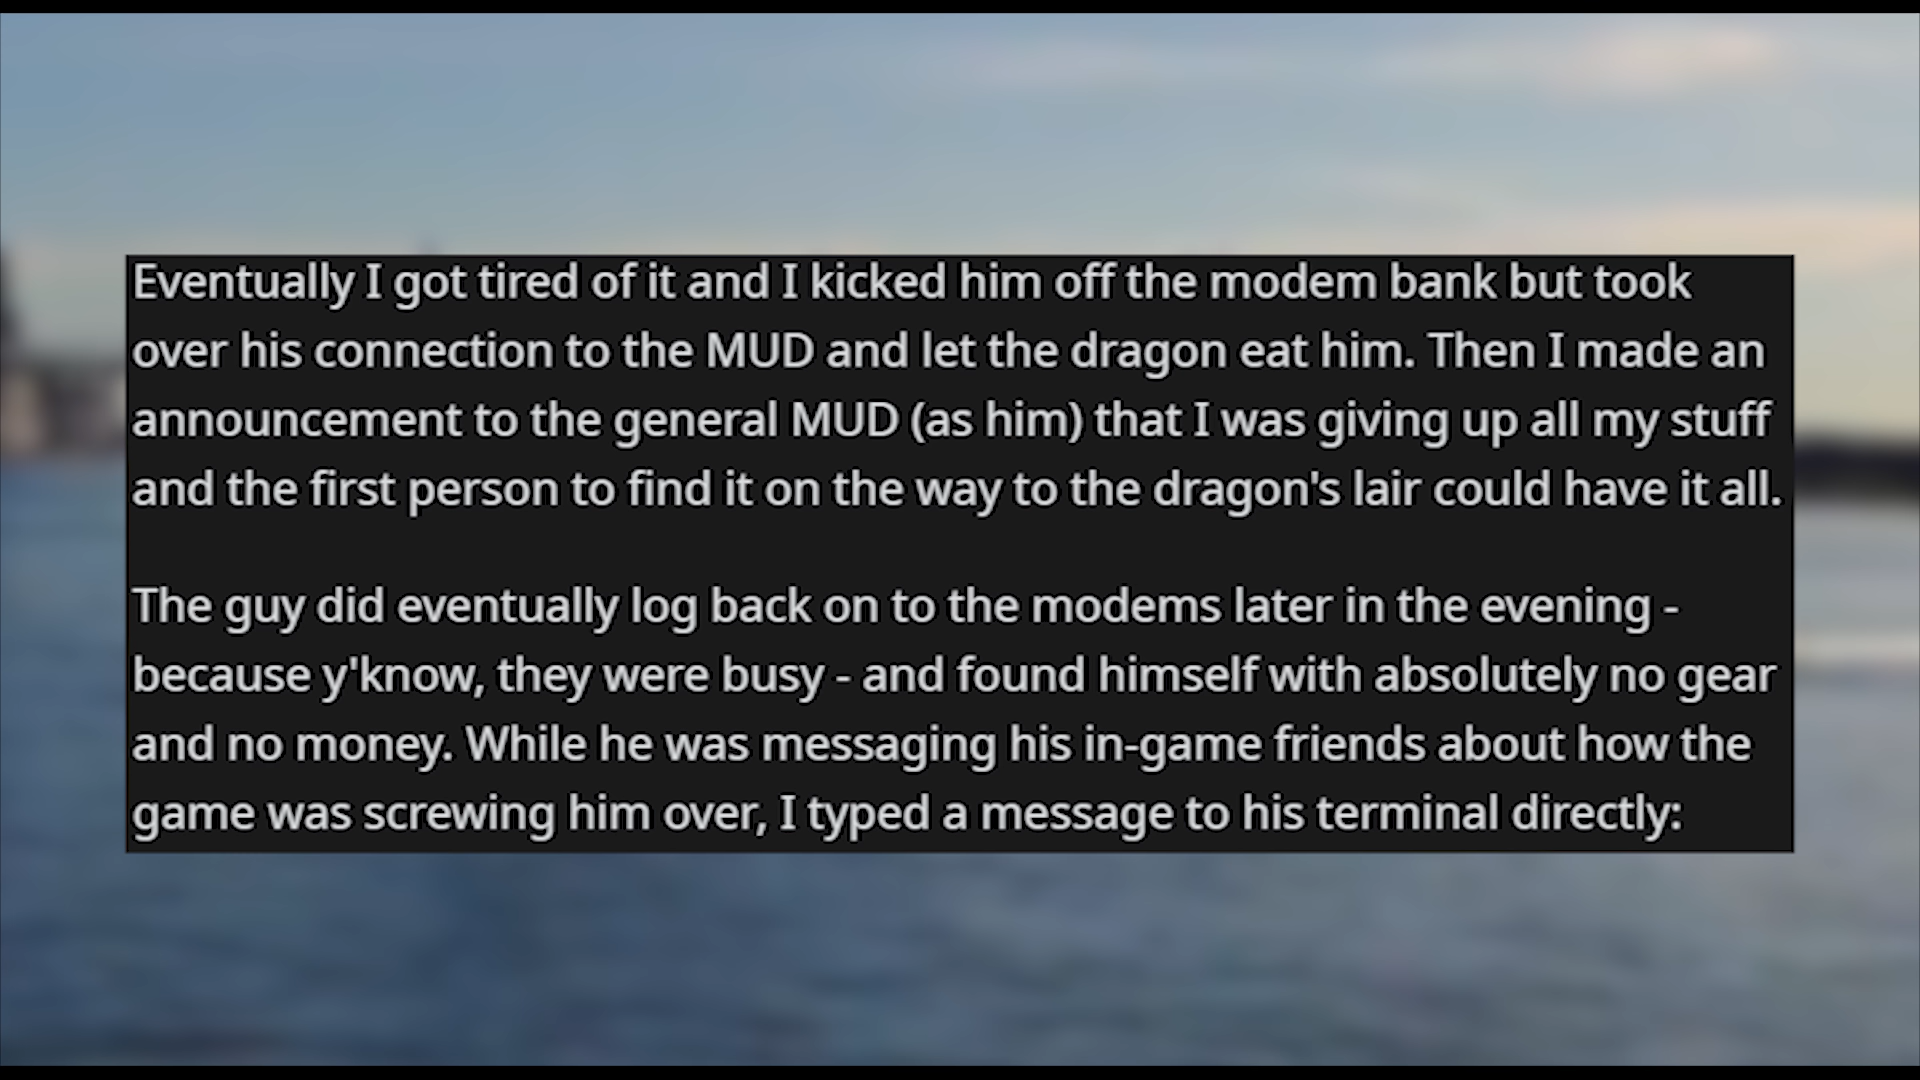 Eventually I got tired of it and I kicked him off the modem bank but took
over his connection to the MUD and let the dragon eat him. Then I made an
announcement to the general MUD (as him) that I was giving up all my stuff
and the first person to find it on the way to the dragon's lair could have it all.
The guy did eventually log back on to the modems later in the evening -
because y'know, they were busy - and found himself with absolutely no gear
and no money. While he was messaging his in-game friends about how the
game was screwing him over, I typed a message to his terminal directly: